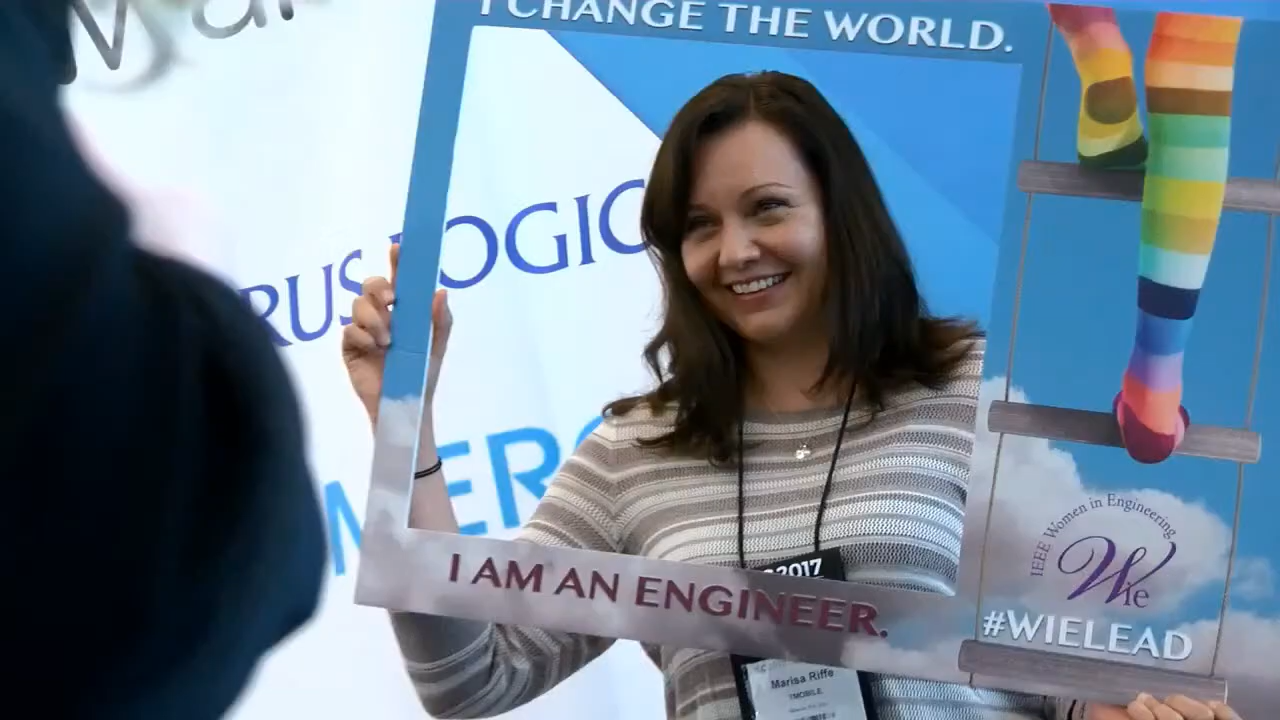 I CHANGE THE WORLD.
RUS LOGIC
MERC
I AM AN ENGINEER.
IEEE Women in Engineering
Wie
#WIELEAD
2017
Marisa Riffe
TMOBILE